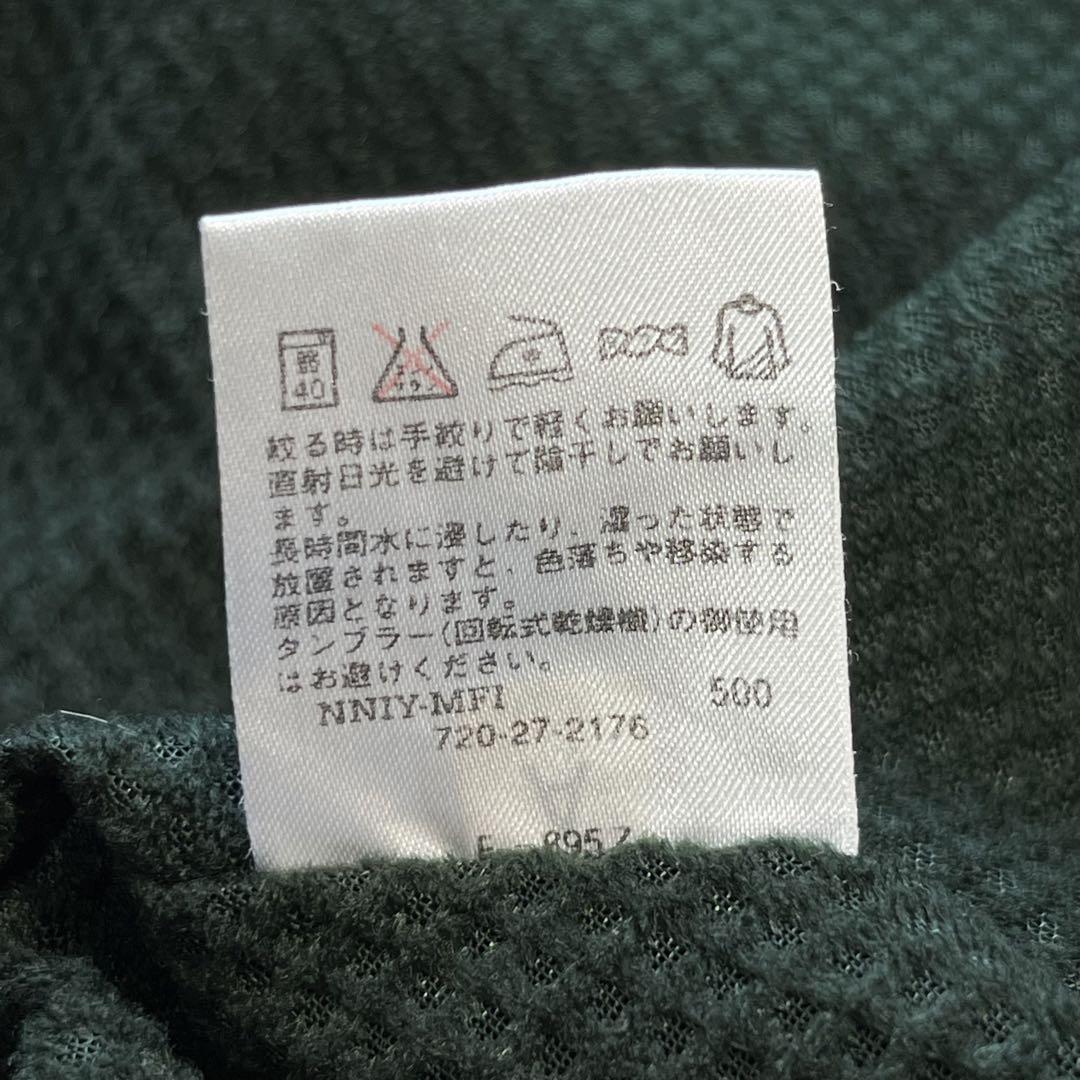 40
絞る時は手絞りで軽くお願いします。
直射日光を避けて陰干しでお願いし
ます。
長時間水に浸したり、湿った状態で
放置されますと、色落ちや移染する
原因となります。
タンブラー(回転式乾燥機)の御使用
はお避けください。
NNIY-MFI 500
720-27-2176